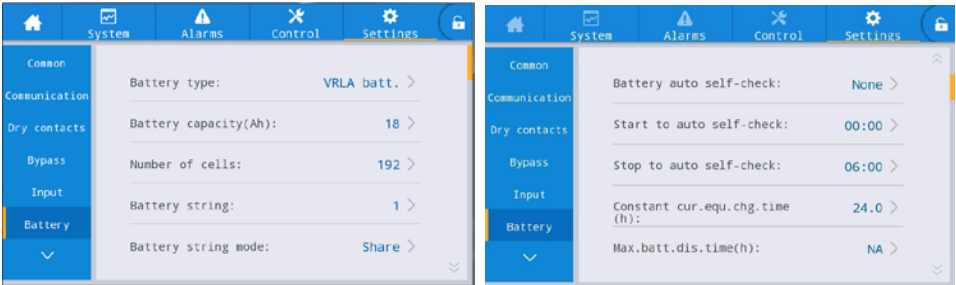 System Alarms Control Settings
Common
Communication
Dry contacts
Bypass
Input
Battery
Battery type: VRLA batt.
Battery capacity(Ah): 18
Number of cells: 192
Battery string: 1
Battery string mode: Share
System Alarms Control Settings
Common
Communication
Dry contacts
Bypass
Input
Battery
Battery auto self-check: None
Start to auto self-check: 00:00
Stop to auto self-check: 06:00
Constant cur.equ.chg.time
(h): 24.0
Max.batt.dis.time(h): NA